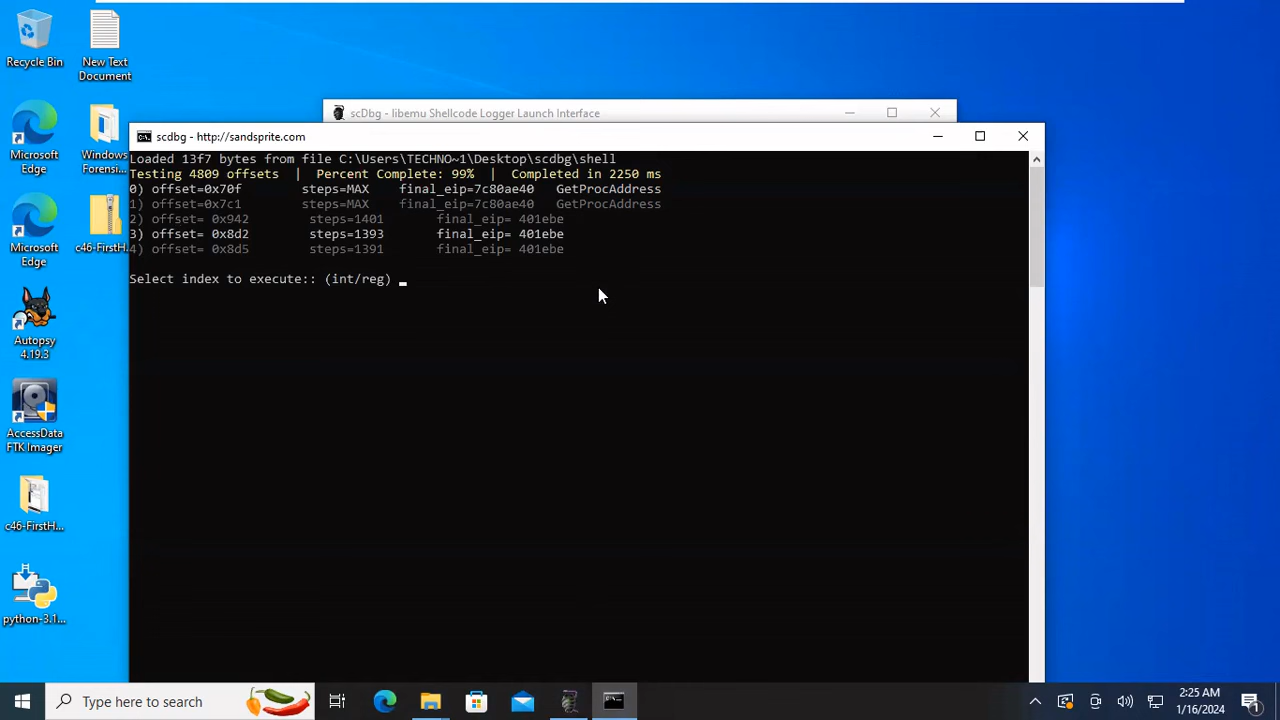 Recycle Bin
New Text
Document
Microsoft
Edge
Windows
Forensi...
Microsoft
Edge
c46-FirstH...
Autopsy
4.19.3
AccessData
FTK Imager
c46-FirstH...
python-3.1...
scDbg - libemu Shellcode Logger Launch Interface
scdbg - http://sandsprite.com
Loaded 13f7 bytes from file C:\Users\TECHNO~1\Desktop\scdbg\shell
Testing 4809 offsets | Percent Complete: 99% | Completed in 2250 ms
0) offset=0x70f steps=MAX final_eip=7c80ae40 GetProcAddress
1) offset=0x7c1 steps=MAX final_eip=7c80ae40 GetProcAddress
2) offset= 0x942 steps=1401 final_eip= 401ebe
3) offset= 0x8d2 steps=1393 final_eip= 401ebe
4) offset= 0x8d5 steps=1391 final_eip= 401ebe
Select index to execute:: (int/reg)
Type here to search
2:25 AM
1/16/2024
1